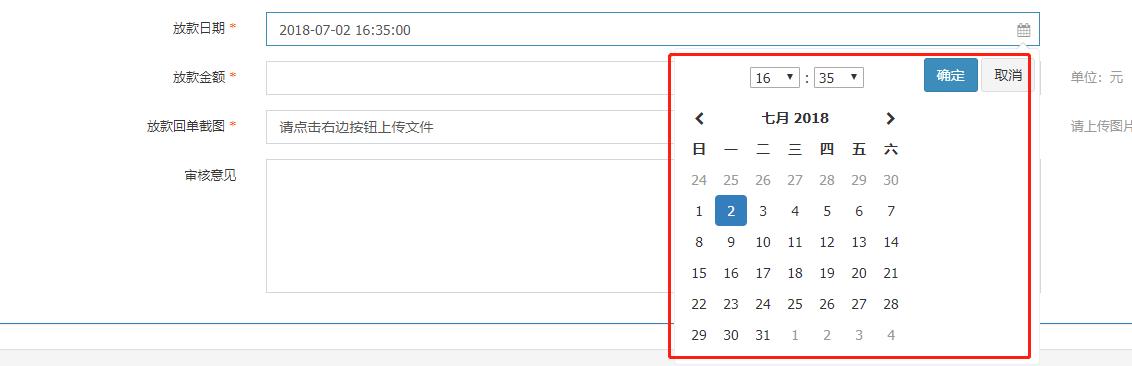 放款日期 *
2018-07-02 16:35:00
16 : 35 确定 取消
放款金额 *
单位：元
七月 2018
放款回单截图 *
请点击右边按钮上传文件
请上传图片
日 一 二 三 四 五 六
审核意见
24 25 26 27 28 29 30
1 2 3 4 5 6 7
8 9 10 11 12 13 14
15 16 17 18 19 20 21
22 23 24 25 26 27 28
29 30 31 1 2 3 4